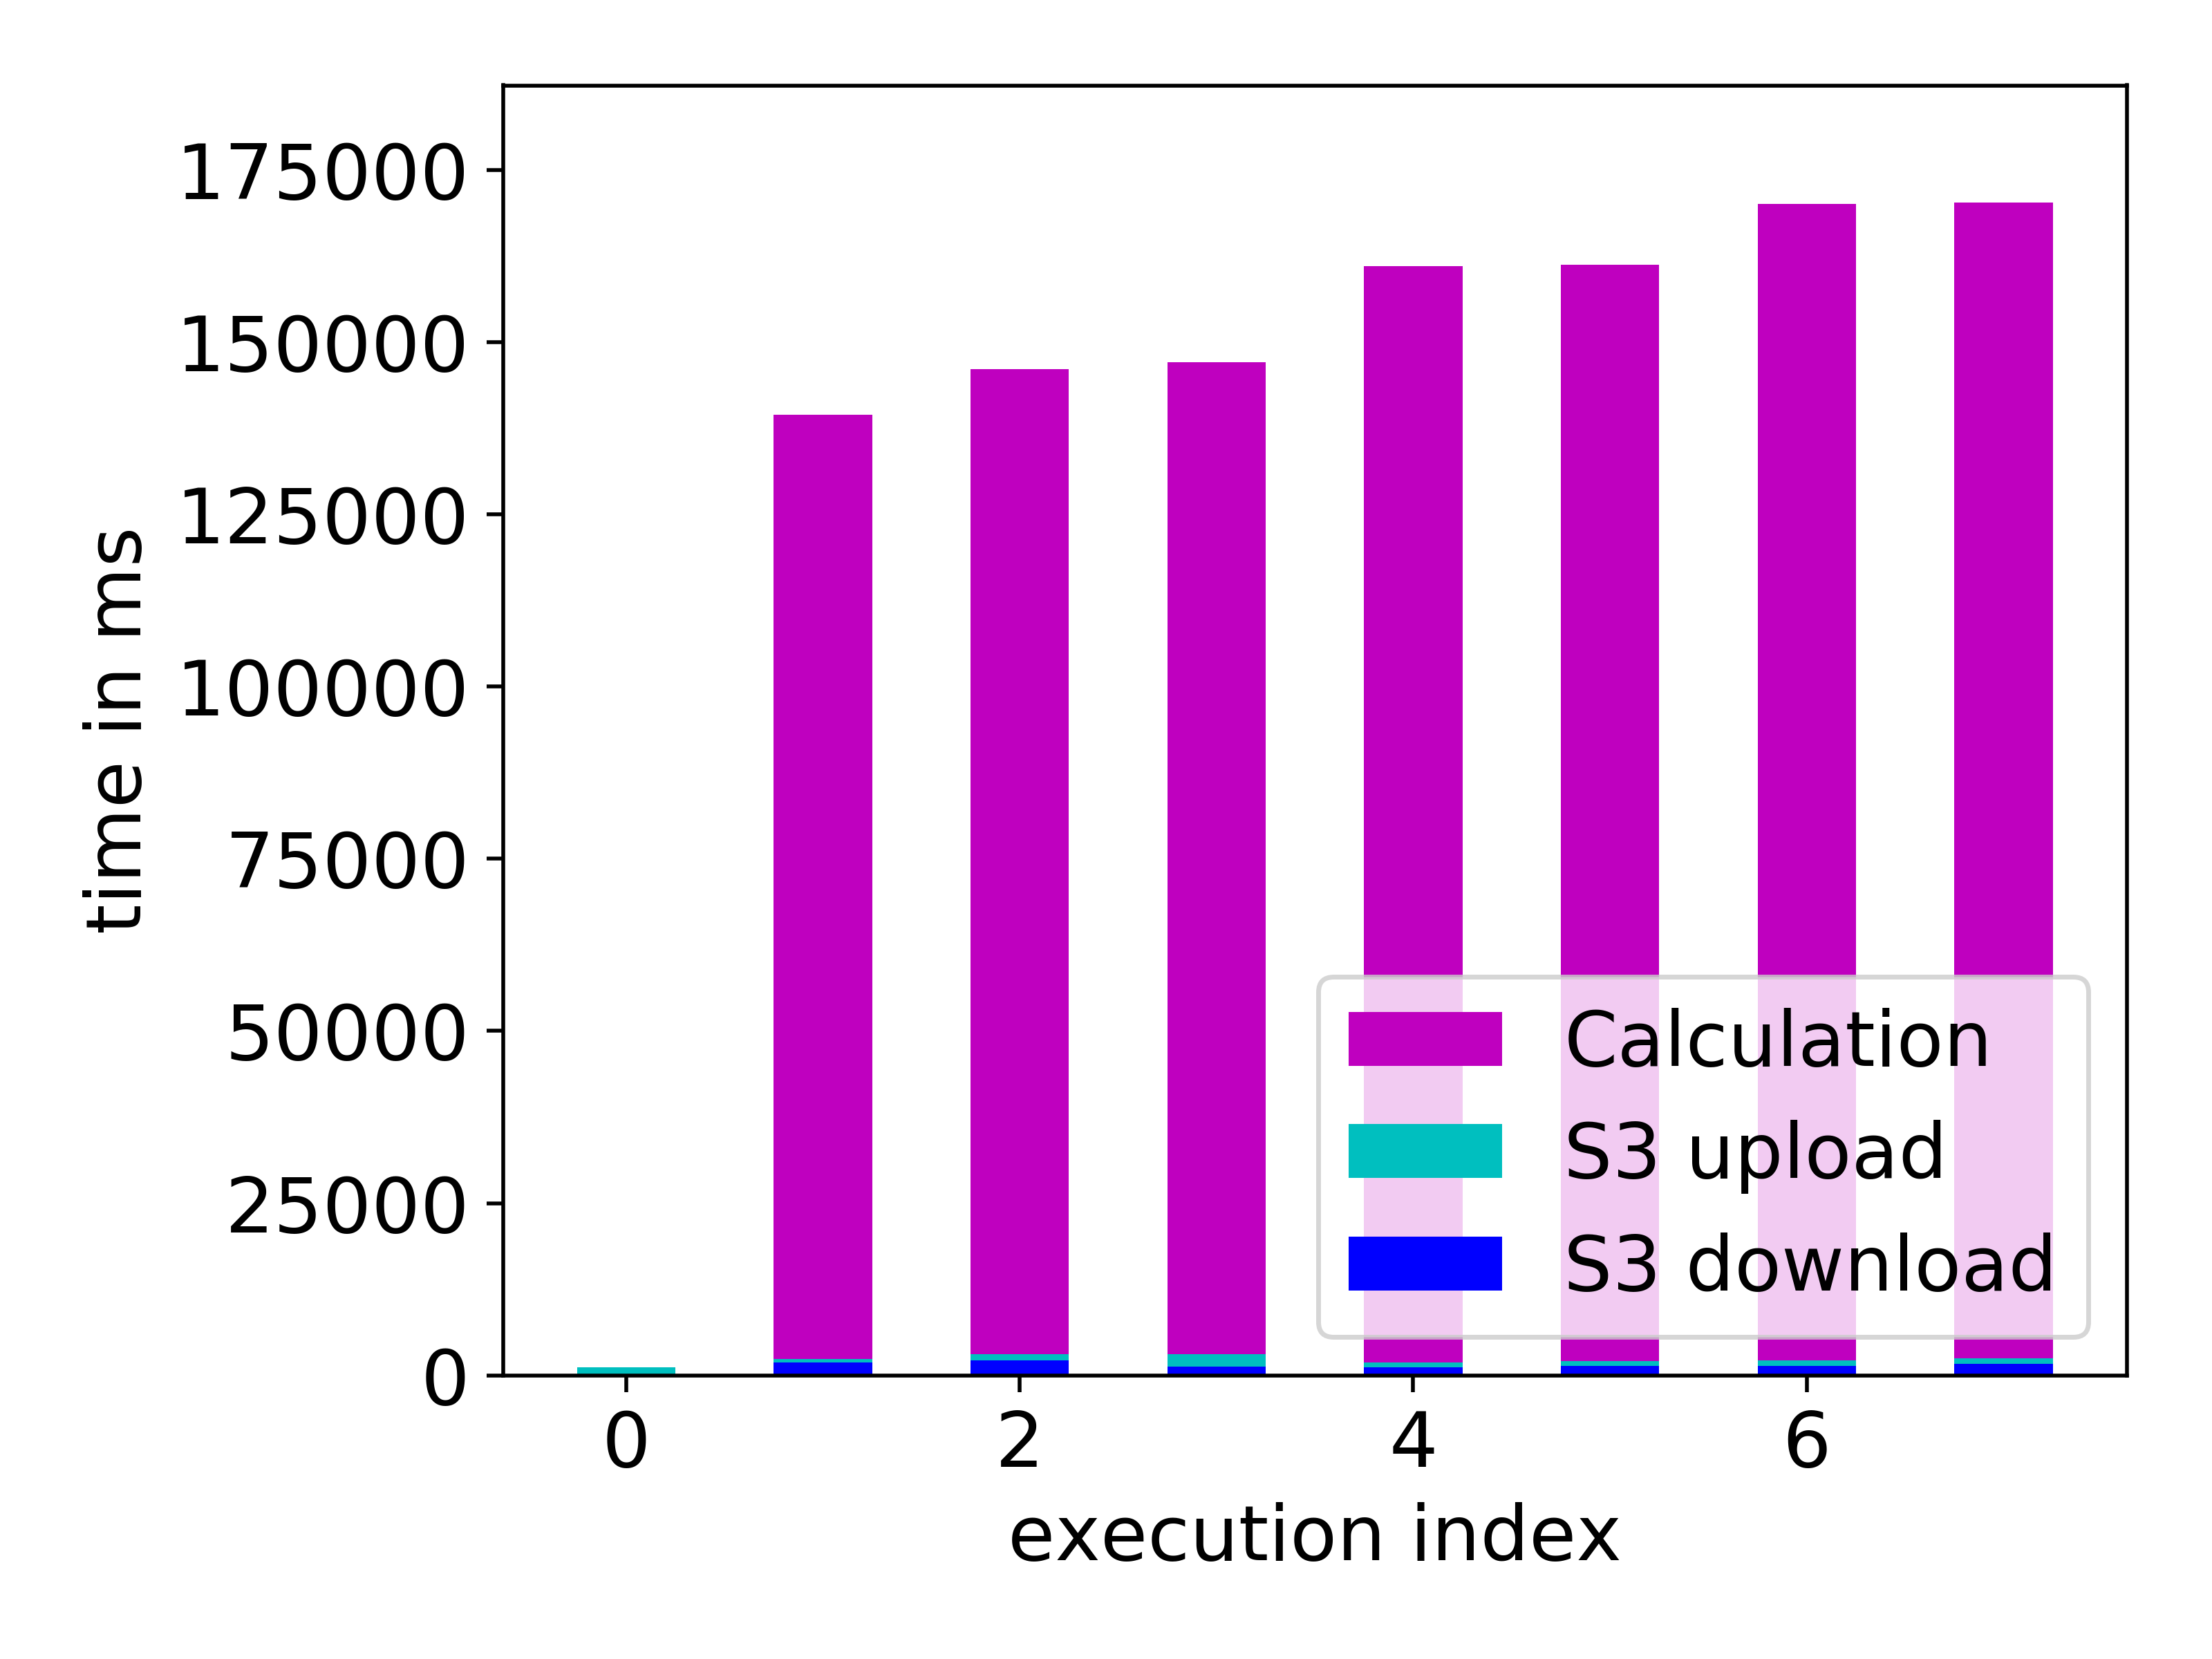 175000
150000
125000
100000
75000
50000
25000
0
time in ms
Calculation
S3 upload
S3 download
0 2 4 6
execution index